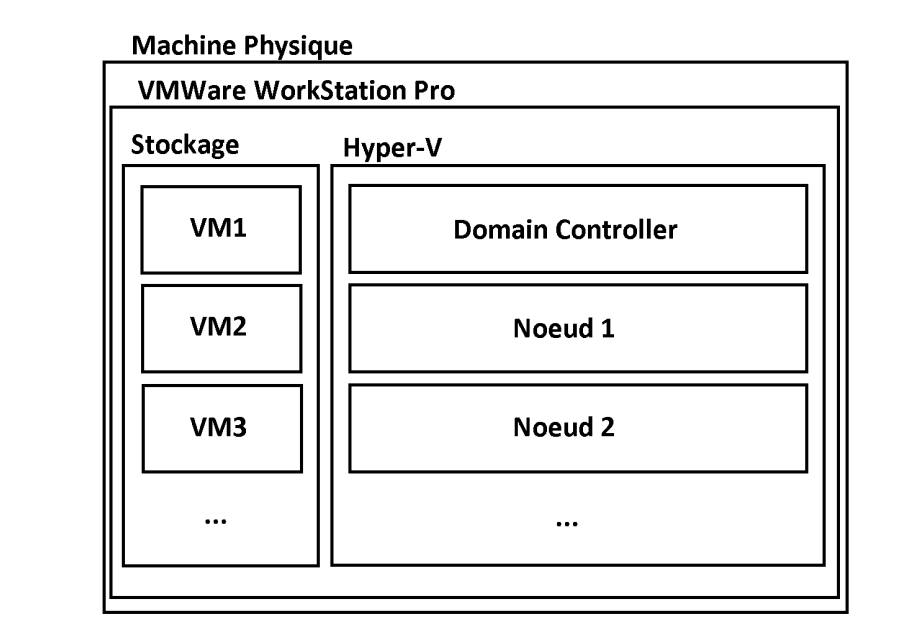 Machine Physique
VMWare WorkStation Pro
Stockage
VM1
VM2
VM3
...
Hyper-V
Domain Controller
Noeud 1
Noeud 2
...